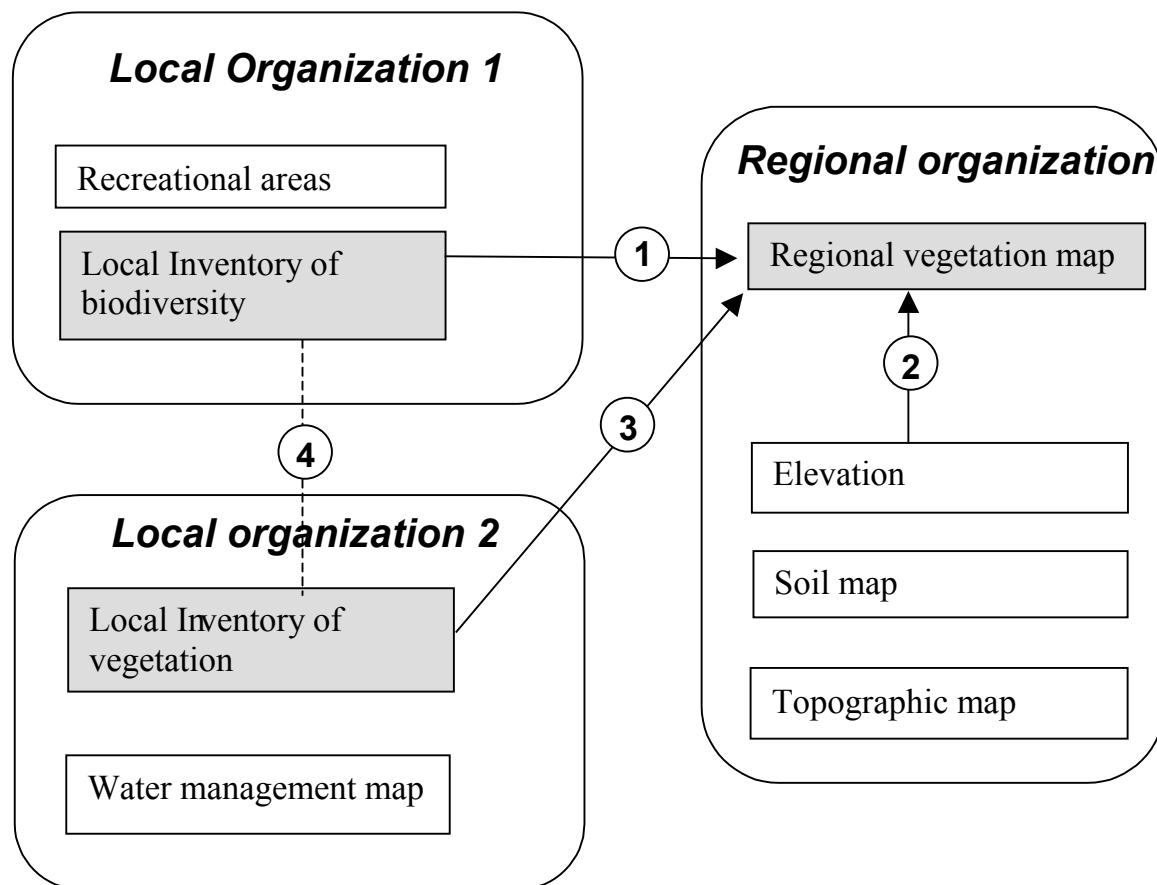 Local Organization 1
Recreational areas
Local Inventory of
biodiversity
1
Regional organization
Regional vegetation map
2
Elevation
Soil map
Topographic map
3
4
Local organization 2
Local Inventory of
vegetation
Water management map